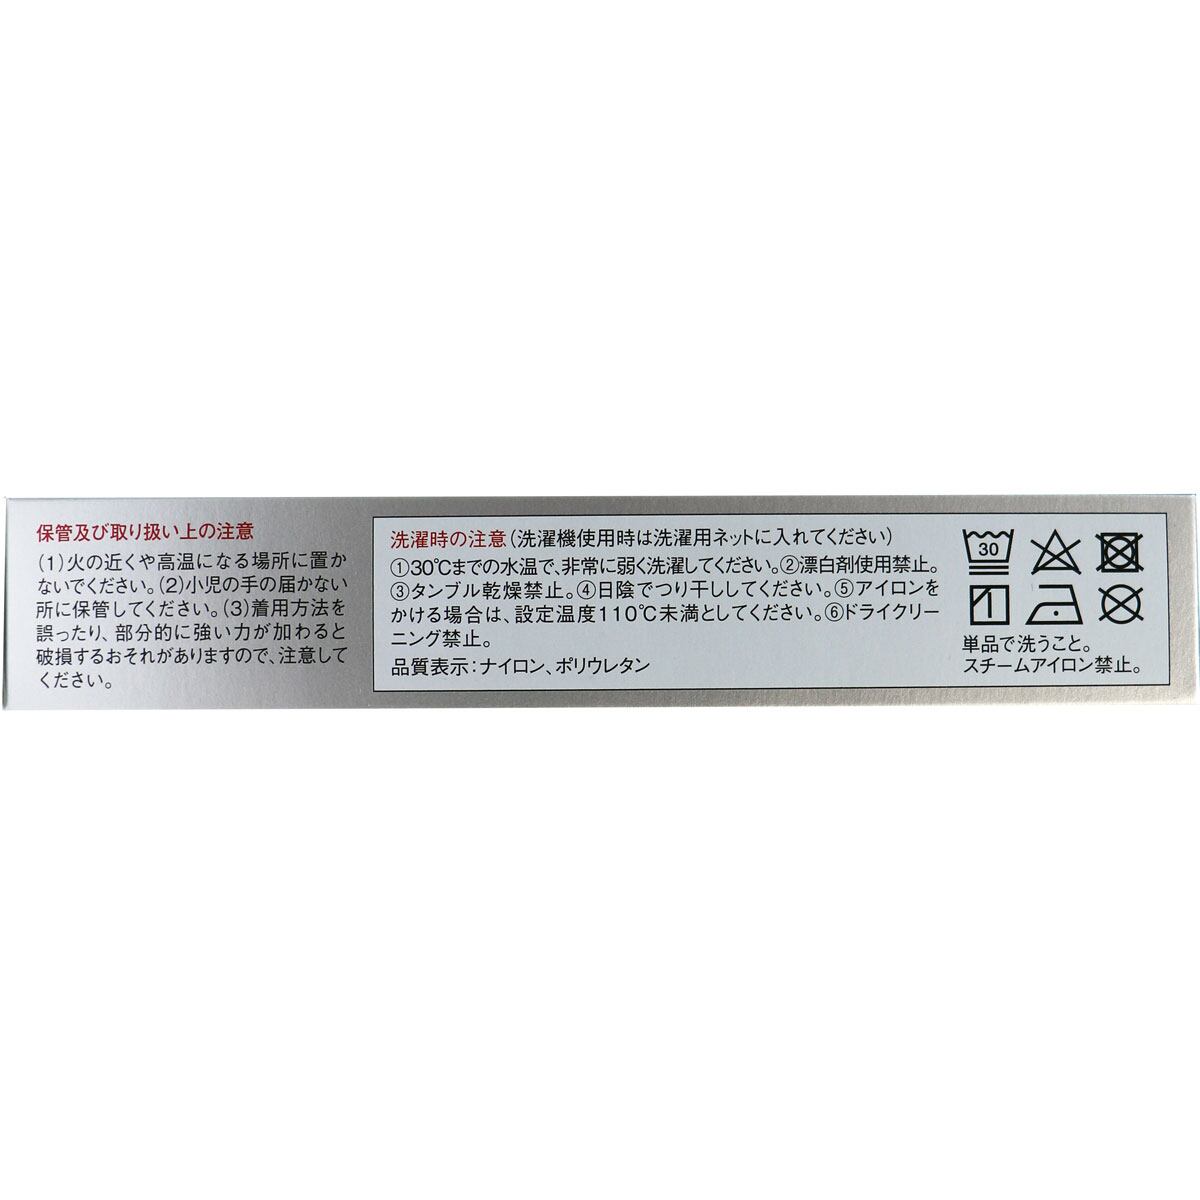 保管及び取り扱い上の注意
(1)火の近くや高温になる場所に置か
ないでください。(2)小児の手の届かない
所に保管してください。(3)着用方法を
誤ったり、部分的に強い力が加わると
破損するおそれがありますので、注意して
ください。
洗濯時の注意(洗濯機使用時は洗濯用ネットに入れてください)
①30℃までの水温で、非常に弱く洗濯してください。②漂白剤使用禁止。
③タンブル乾燥禁止。④日陰でつり干ししてください。⑤アイロンを
かける場合は、設定温度110℃未満としてください。⑥ドライクリー
ニング禁止。
品質表示:ナイロン、ポリウレタン
30
単品で洗うこと。
スチームアイロン禁止。